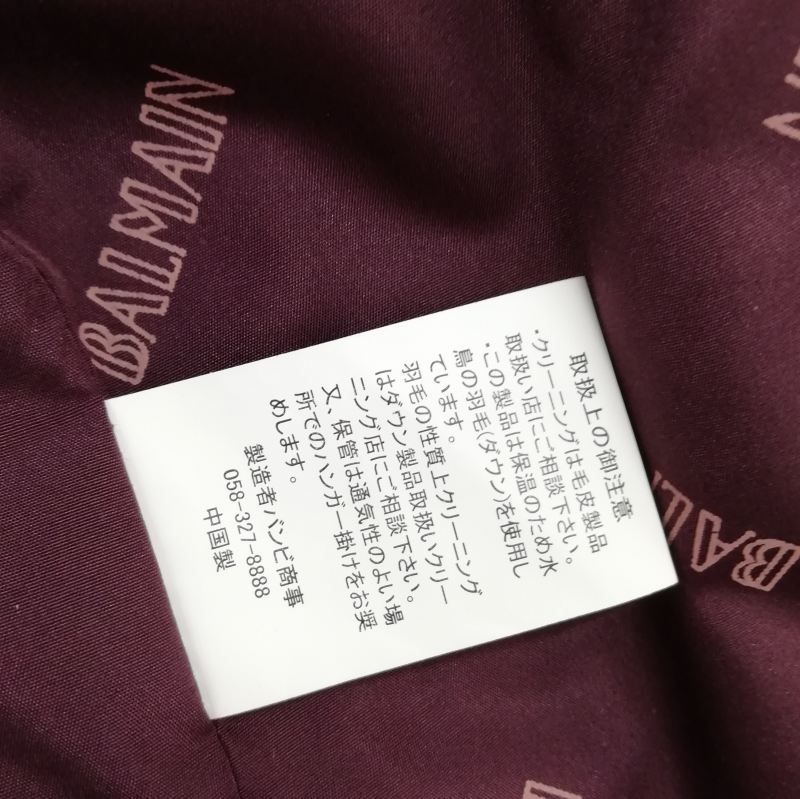 BALMAIN
取扱上の御注意
・クリーニングは毛皮製品
取扱い店にご相談下さい。
・この製品は保温のため水
鳥の羽毛(ダウン)を使用し
ています。
羽毛の性質上クリーニング
はダウン製品取扱いクリー
ニング店にご相談下さい。
又、保管は通気性のよい場
所でのハンガー掛けをお奨
めします。
製造者バンビ商事
058-327-8888
中国製
BAL